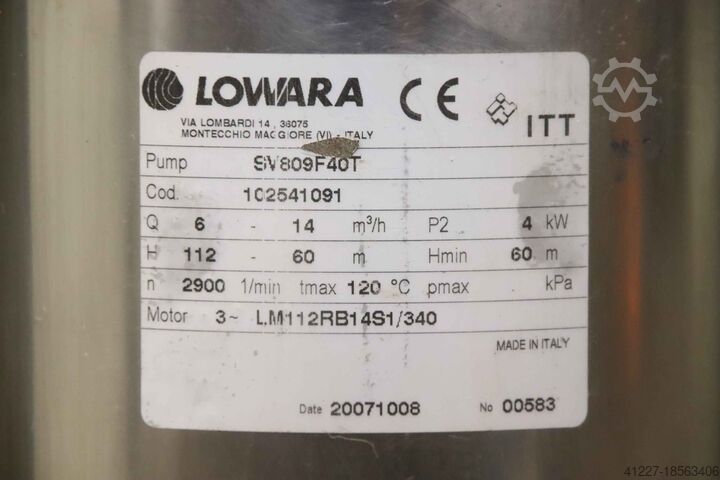 LOWARA CE ITT
VIA LOMBARDI 14 , 36075
MONTECCHIO MAGGIORE (VI) - ITALY
Pump SV809F40T
Cod. 102541091
Q 6 - 14 m³/h P2 4 kW
H 112 - 60 m Hmin 60 m
n 2900 1/min tmax 120 °C pmax kPa
Motor 3~ LM112RB14S1/340
MADE IN ITALY
Date 20071008 No 00583
41227-18563406